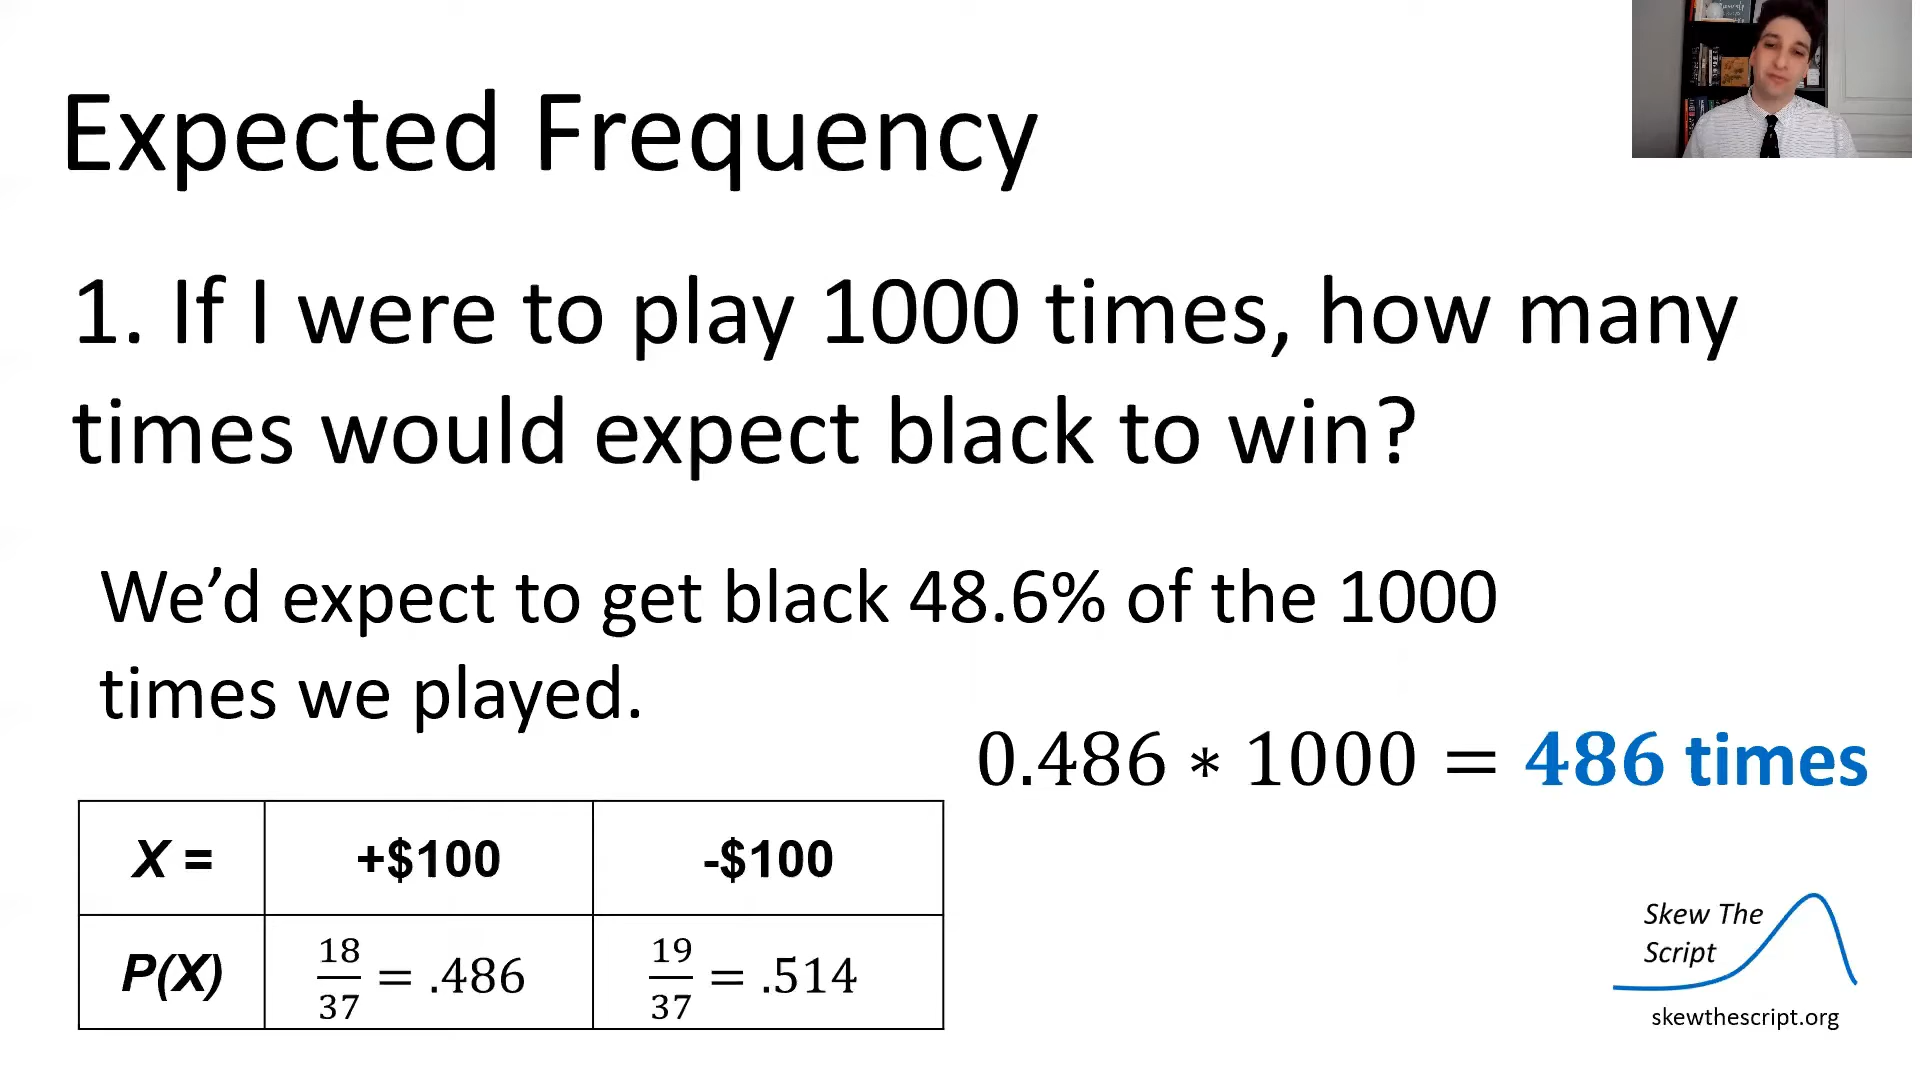 Expected Frequency
1. If I were to play 1000 times, how many
times would expect black to win?
We’d expect to get black 48.6% of the 1000
times we played.
0.486 * 1000 = 486 times
X = +$100 -$100
P(X) 18/37 = .486 19/37 = .514
Skew The
Script
skewthescript.org